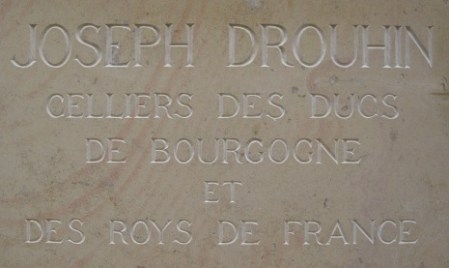 JOSEPH DROUHIN
CELLIERS DES DUCS
DE BOURGOGNE
ET
DES ROYS DE FRANCE